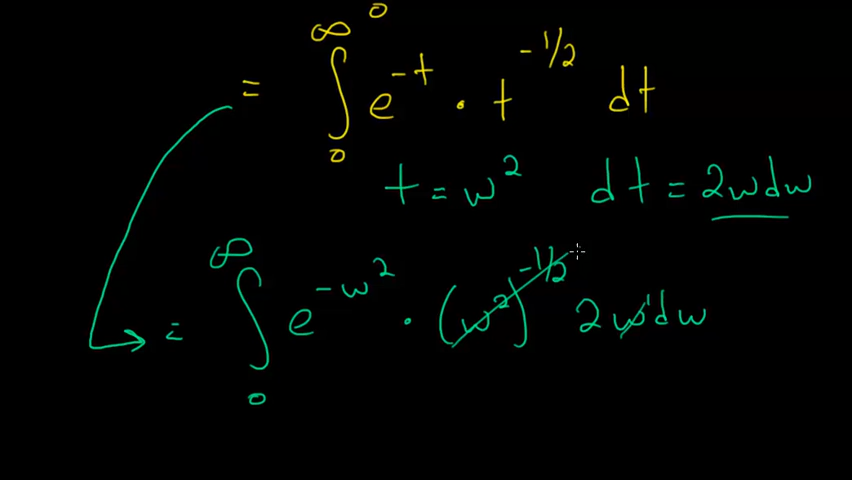 = ∫₀^∞ e^{-t} · t^{-1/2} dt
t = w² dt = 2w dw
= ∫₀^∞ e^{-w²} · (w²)^{-1/2} 2w dw